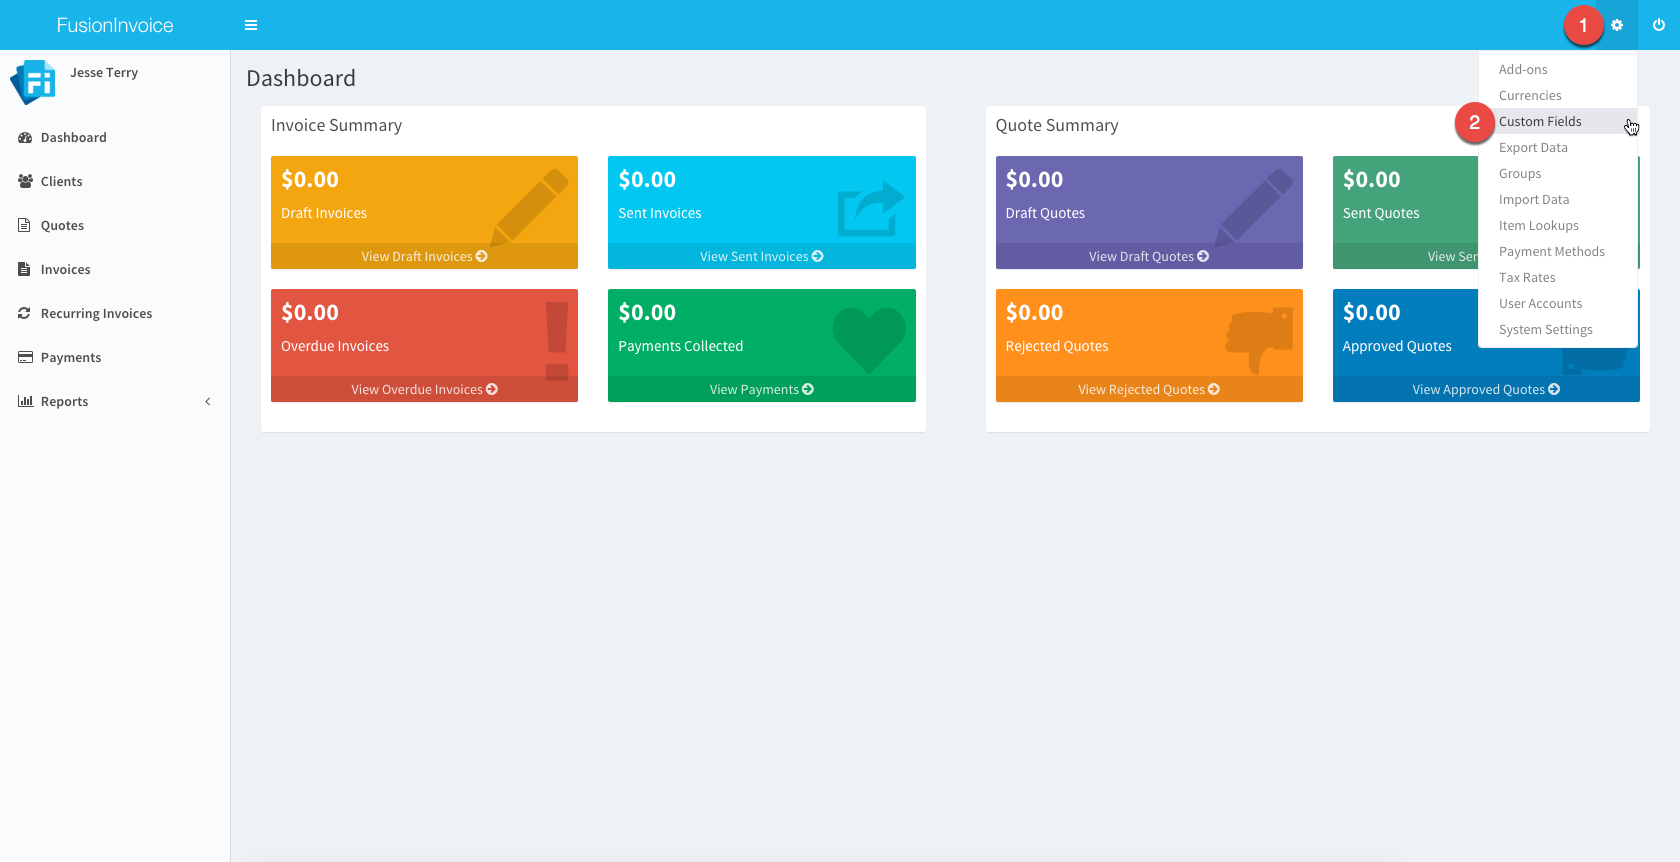 FusionInvoice
1
Jesse Terry
Dashboard
Clients
Quotes
Invoices
Recurring Invoices
Payments
Reports
Dashboard
Invoice Summary
$0.00
Draft Invoices
View Draft Invoices
$0.00
Sent Invoices
View Sent Invoices
$0.00
Overdue Invoices
View Overdue Invoices
$0.00
Payments Collected
View Payments
Quote Summary
$0.00
Draft Quotes
View Draft Quotes
$0.00
Sent Quotes
View Sen
$0.00
Rejected Quotes
View Rejected Quotes
$0.00
Approved Quotes
View Approved Quotes
Add-ons
Currencies
2 Custom Fields
Export Data
Groups
Import Data
Item Lookups
Payment Methods
Tax Rates
User Accounts
System Settings